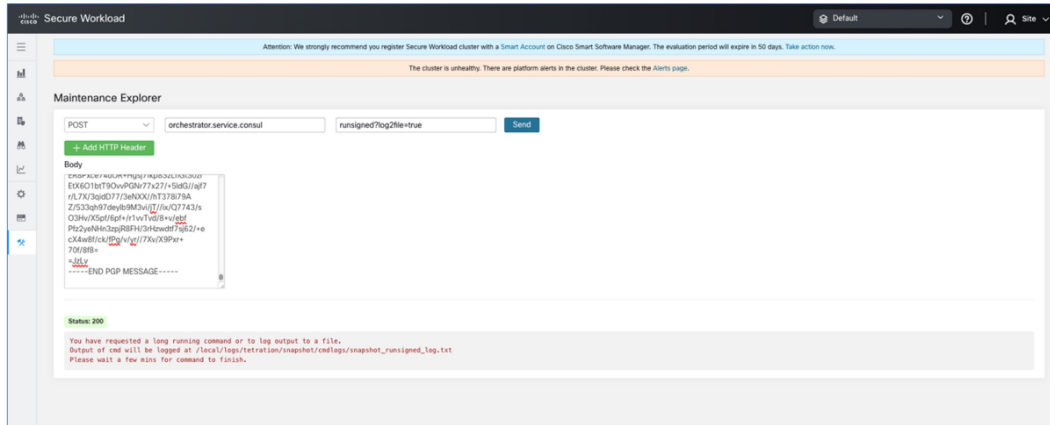 CISCO Secure Workload
Default
Site
Attention: We strongly recommend you register Secure Workload cluster with a Smart Account on Cisco Smart Software Manager. The evaluation period will expire in 50 days. Take action now.
The cluster is unhealthy. There are platform alerts in the cluster. Please check the Alerts page.
Maintenance Explorer
POST orchestrator.service.consul runsigned?log2file=true Send
+ Add HTTP Header
Body
EtX6O1btT9OvvPGNr77x27/+5ldG//ajf7
r/L7X/3qidD77/3eNXX//hT378i79A
Z/533qh97deylb9M3vi/jT//ix/Q7743/s
O3Hv/X5pf/6pf+/r1vvTvd/8+v/ebf
Pfz2yeNHn3zpjR8FH/3rHzwdtf7sj62/+e
cX4w8f/ck/fPg/v/yr//7Xv/X9Pxr+
70f/8f8=
=JzLv
-----END PGP MESSAGE-----
Status: 200
You have requested a long running command or to log output to a file.
Output of cmd will be logged at /local/logs/tetration/snapshot/cmdlogs/snapshot_runsigned_log.txt
Please wait a few mins for command to finish.